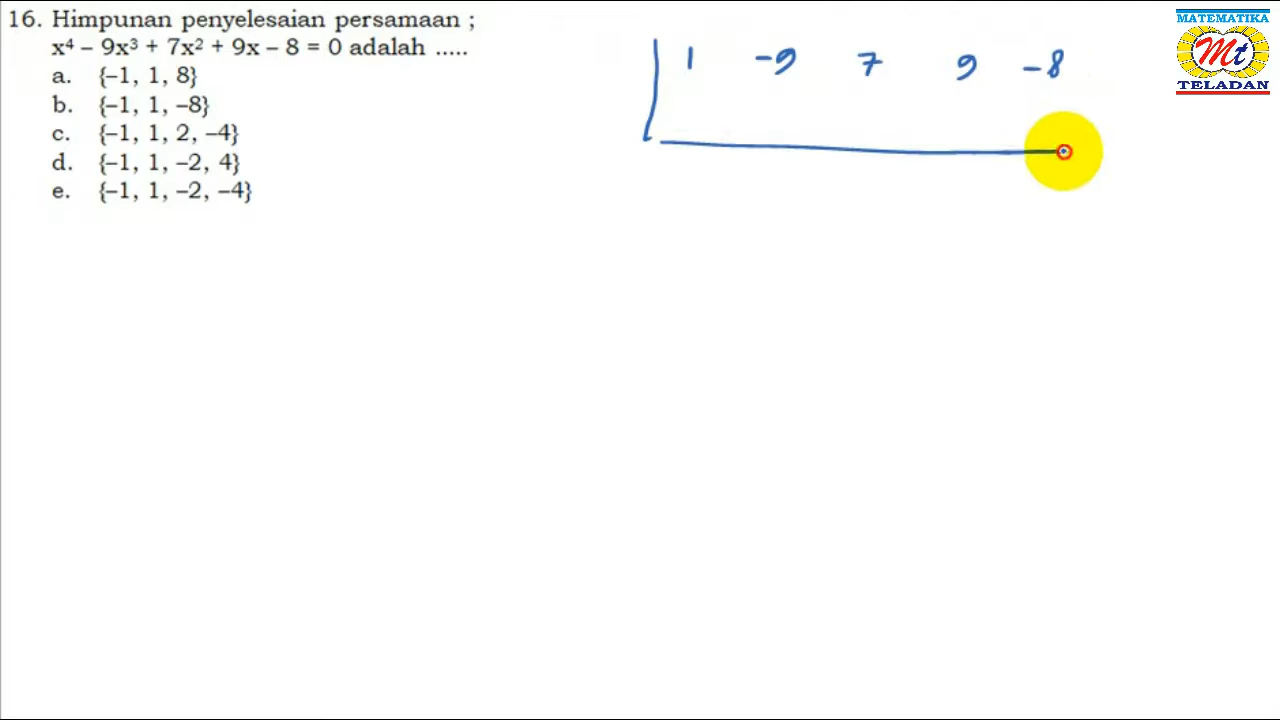 16. Himpunan penyelesaian persamaan ;
x⁴ – 9x³ + 7x² + 9x – 8 = 0 adalah .....
a. {–1, 1, 8}
b. {–1, 1, –8}
c. {–1, 1, 2, –4}
d. {–1, 1, –2, 4}
e. {–1, 1, –2, –4}
1 -9 7 9 -8
MATEMATIKA
Mt
TELADAN